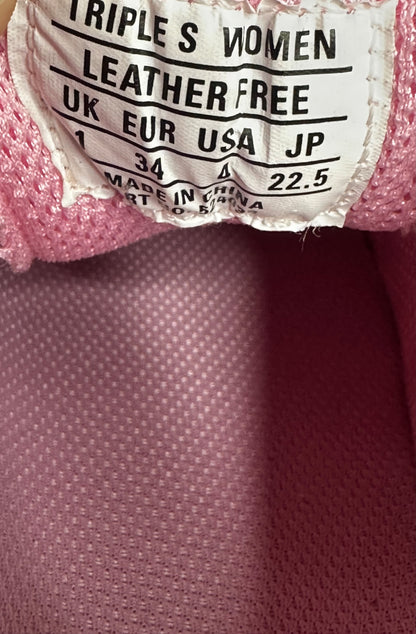 TRIPLE S WOMEN
LEATHER FREE
UK EUR USA JP
1 34 4 22.5
MADE IN CHINA